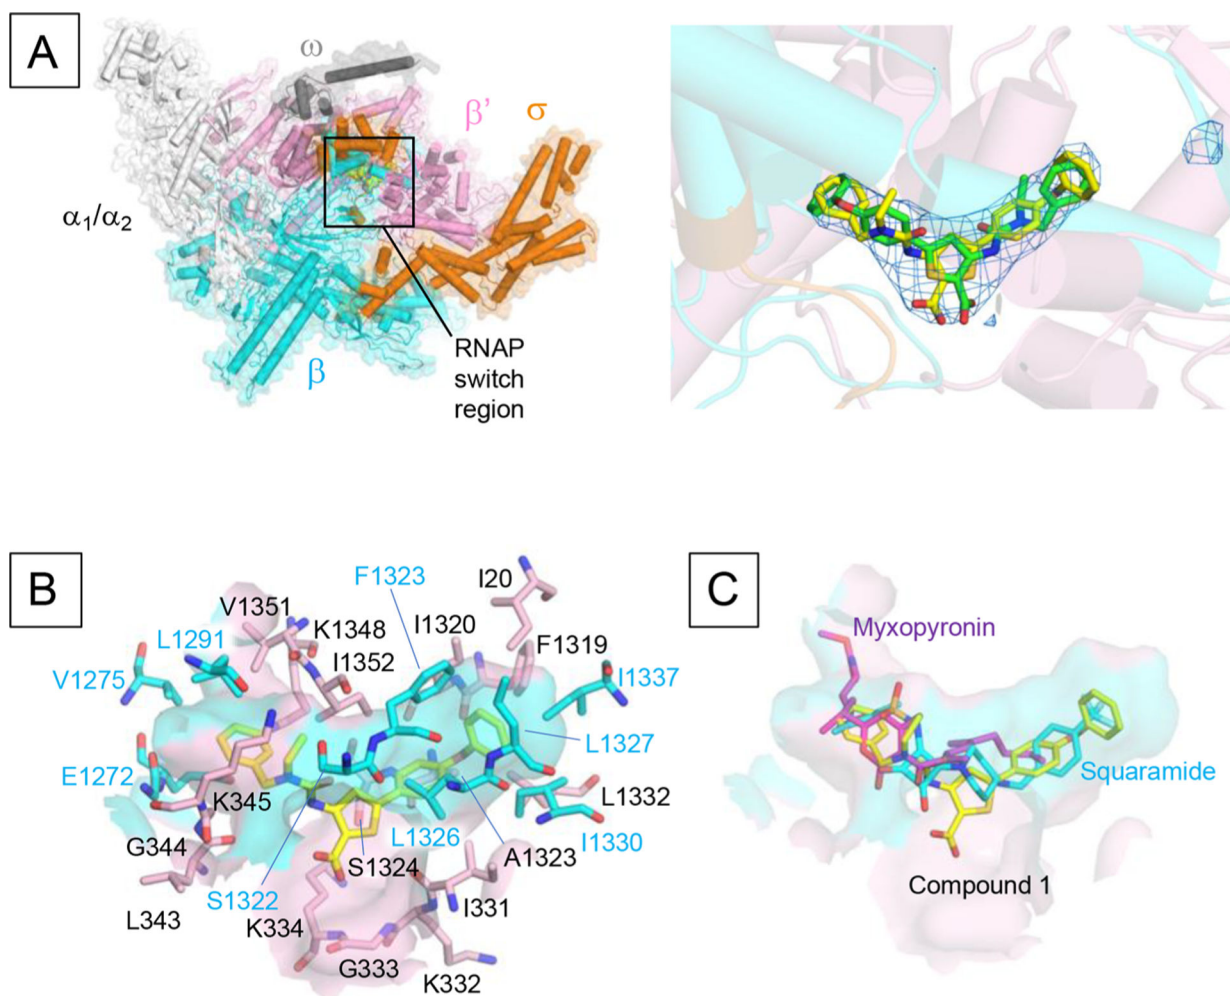 A
ω
β’
σ
α1/α2
β
RNAP
switch
region
B
F1323
I20
V1351
K1348
I1320
L1291
I1352
F1319
V1275
I1337
L1327
E1272
K345
L1332
G344
L1326
I1330
S1324
A1323
L343
S1322
K334
I331
G333
K332
C
Myxopyronin
Squaramide
Compound 1